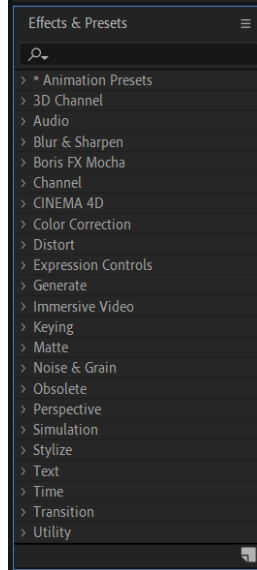 Effects & Presets
* Animation Presets
3D Channel
Audio
Blur & Sharpen
Boris FX Mocha
Channel
CINEMA 4D
Color Correction
Distort
Expression Controls
Generate
Immersive Video
Keying
Matte
Noise & Grain
Obsolete
Perspective
Simulation
Stylize
Text
Time
Transition
Utility